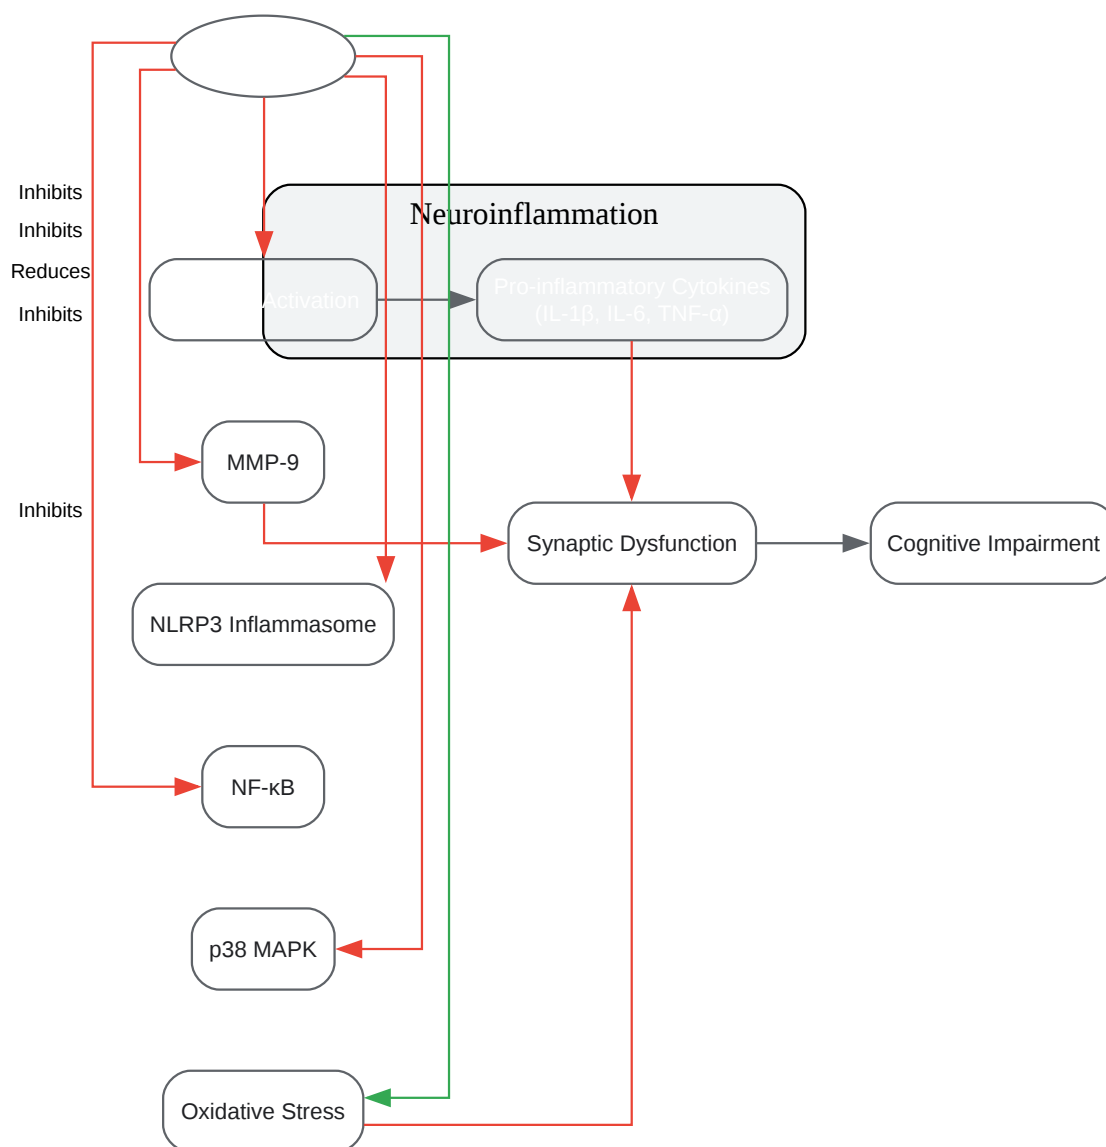 Inhibits
Inhibits
Reduces
Inhibits
Inhibits
Neuroinflammation
Activation
Pro-inflammatory Cytokines
(IL-1β, IL-6, TNF-α)
MMP-9
Synaptic Dysfunction
Cognitive Impairment
NLRP3 Inflammasome
NF-κB
p38 MAPK
Oxidative Stress